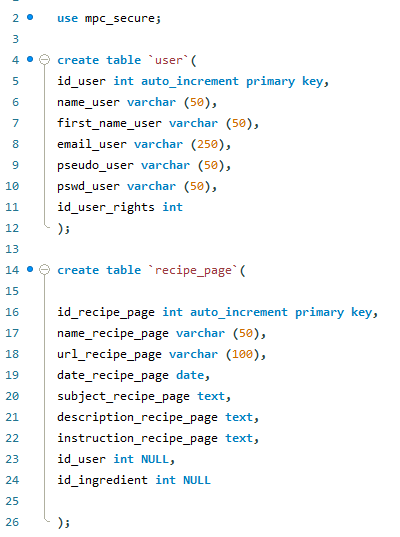 2 use mpc_secure;
3
4 create table `user`(
5 id_user int auto_increment primary key,
6 name_user varchar (50),
7 first_name_user varchar (50),
8 email_user varchar (250),
9 pseudo_user varchar (50),
10 pswd_user varchar (50),
11 id_user_rights int
12 );
13
14 create table `recipe_page`(
15
16 id_recipe_page int auto_increment primary key,
17 name_recipe_page varchar (50),
18 url_recipe_page varchar (100),
19 date_recipe_page date,
20 subject_recipe_page text,
21 description_recipe_page text,
22 instruction_recipe_page text,
23 id_user int NULL,
24 id_ingredient int NULL
25
26 );